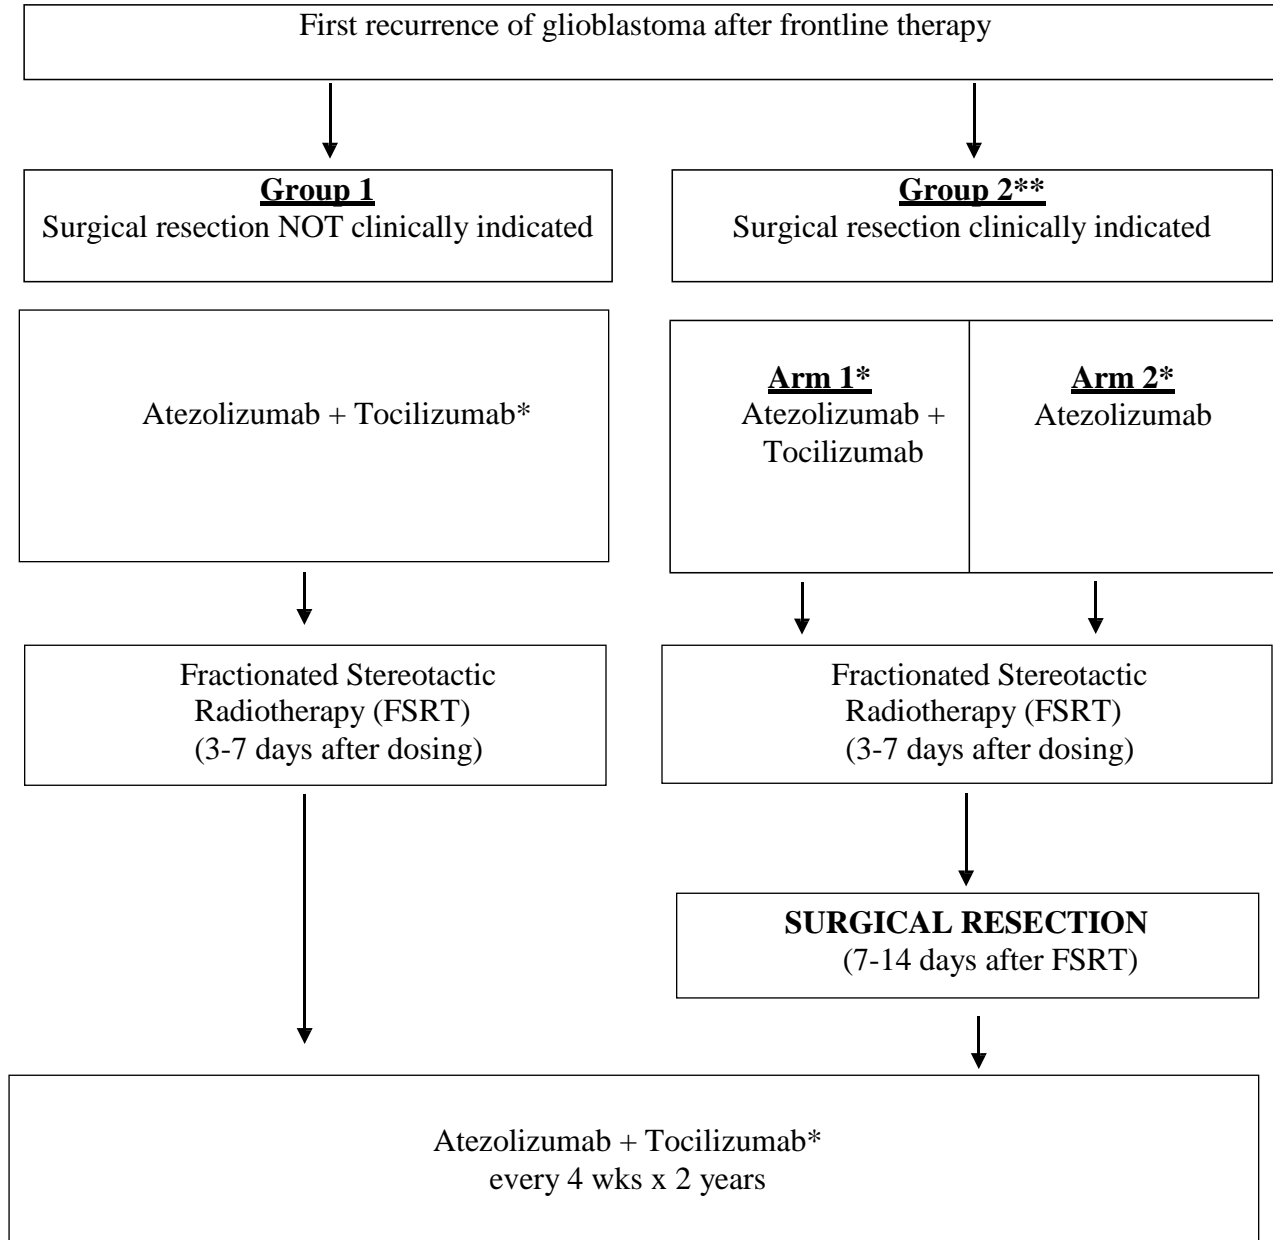 First recurrence of glioblastoma after frontline therapy
Group 1
Surgical resection NOT clinically indicated
Group 2**
Surgical resection clinically indicated
Atezolizumab + Tocilizumab*
Arm 1*
Atezolizumab +
Tocilizumab
Arm 2*
Atezolizumab
Fractionated Stereotactic
Radiotherapy (FSRT)
(3-7 days after dosing)
Fractionated Stereotactic
Radiotherapy (FSRT)
(3-7 days after dosing)
SURGICAL RESECTION
(7-14 days after FSRT)
Atezolizumab + Tocilizumab*
every 4 wks x 2 years